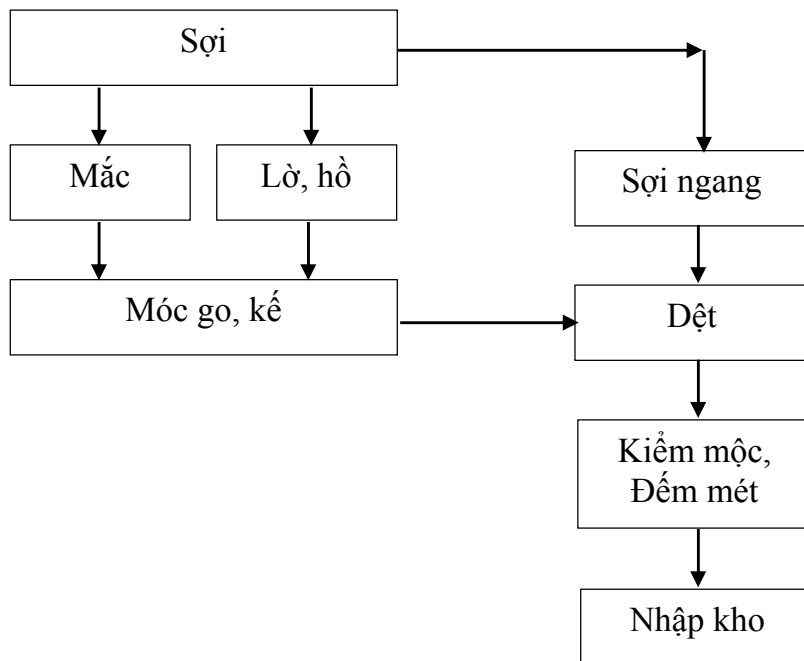 Sợi
Mắc
Lờ, hồ
Sợi ngang
Móc go, kế
Dệt
Kiểm mộc,
Đếm mét
Nhập kho